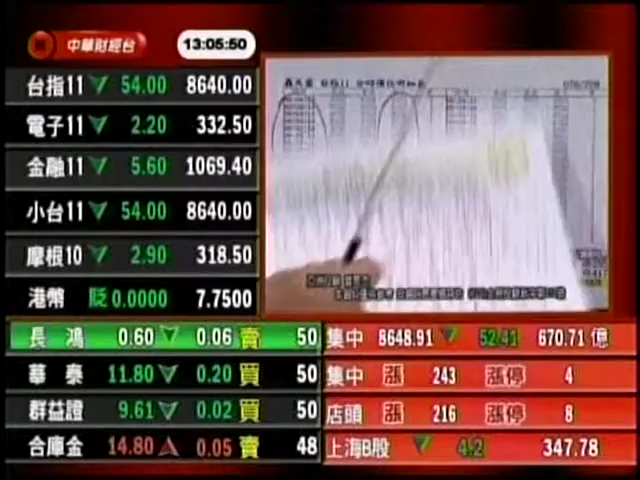 中華財經台 13:05:50
台指11 54.00 8640.00
電子11 2.20 332.50
金融11 5.60 1069.40
小台11 54.00 8640.00
摩根10 2.90 318.50
港幣 貶 0.0000 7.7500
長鴻 0.60 0.06 賣 50
華泰 11.80 0.20 買 50
群益證 9.61 0.02 買 50
合庫金 14.80 0.05 賣 48
集中 8648.91 52.41 670.71 億
集中 漲 243 漲停 4
店頭 漲 216 漲停 8
上海B股 4.2 347.78